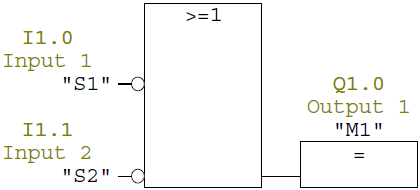 >=1
I1.0
Input 1
"S1"
I1.1
Input 2
"S2"
Q1.0
Output 1
"M1"
=